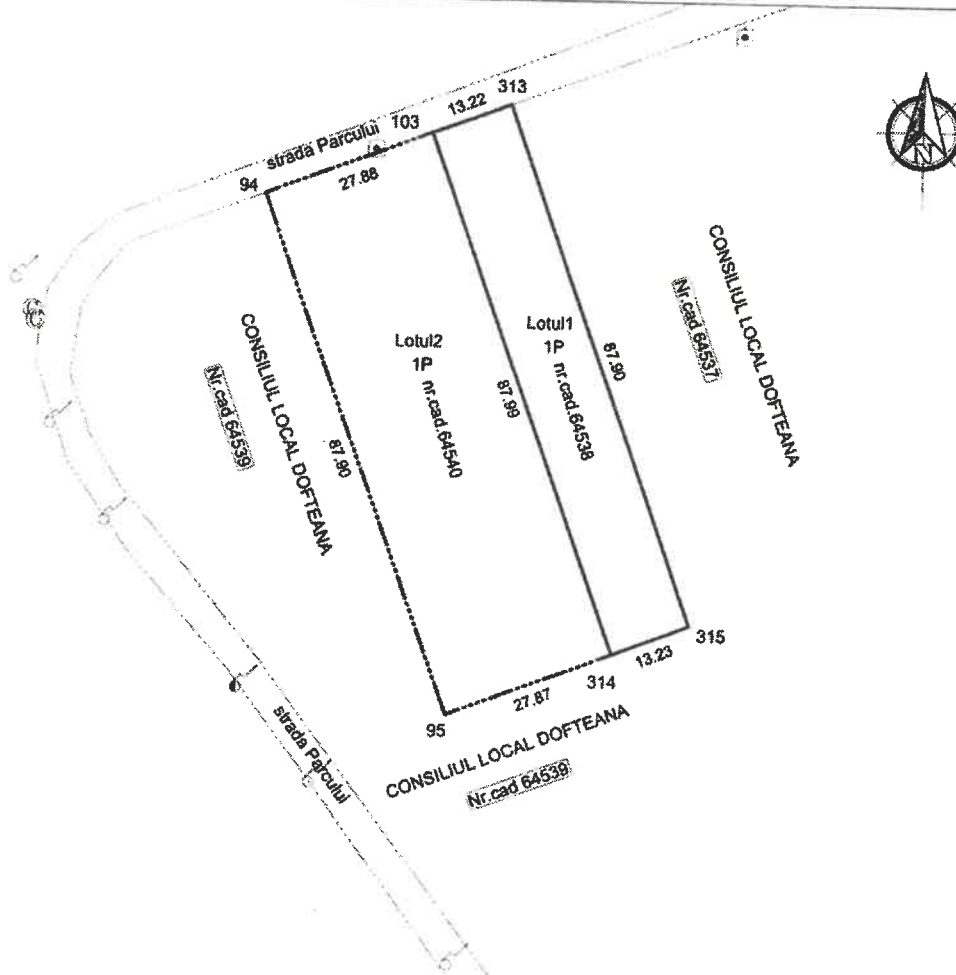 313
13.22
103
strada Parcului
94
27.88
N
CONSILIUL LOCAL DOFTEANA
Nr.cad 64537
Lotul1
1P nr.cad.64538
87.90
Lotul2
1P nr.cad.64540
87.99
CONSILIUL LOCAL DOFTEANA
Nr.cad 64539
87.90
315
13.23
314
27.87
95
CONSILIUL LOCAL DOFTEANA
Nr.cad 64539
strada Parcului